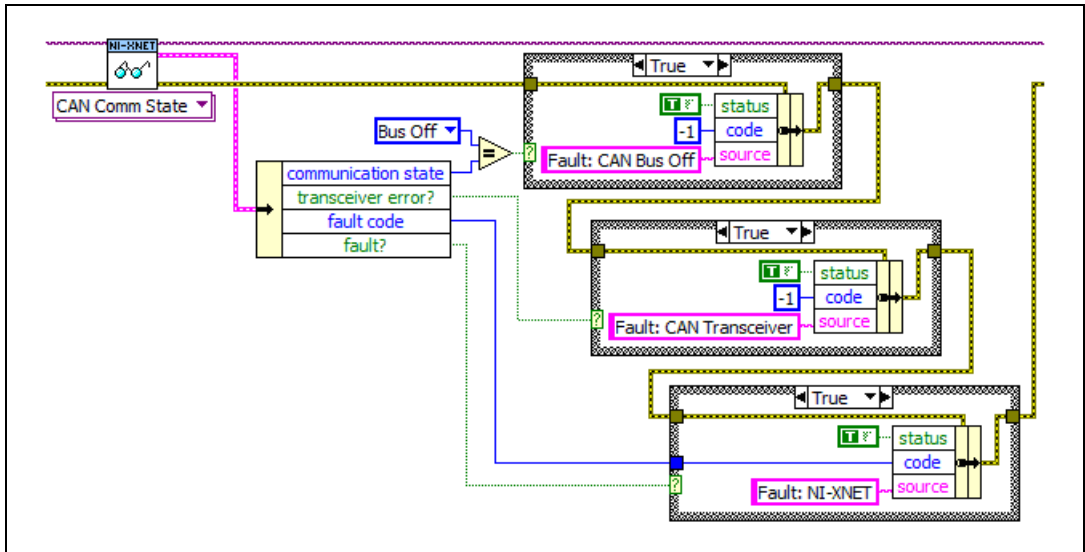 NI-XNET
CAN Comm State
True
T F
status
Bus Off
-1
code
=
?
Fault: CAN Bus Off
source
communication state
transceiver error?
fault code
fault?
True
T F
status
-1
code
?
Fault: CAN Transceiver
source
True
T F
status
code
?
Fault: NI-XNET
source